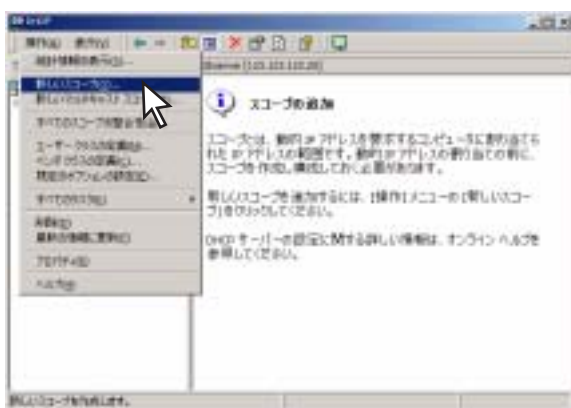 DHCP
操作(A) 表示(V)
統計情報の表示(S)...
新しいスコープ(O)...
新しいマルチキャスト スコ
すべてのスコープの整合を
ユーザー クラスの定義(U)...
ベンダ クラスの定義(C)...
既定のオプションの設定(D)...
すべてのタスク(K)
削除(D)
最新の情報に更新(F)
プロパティ(R)
ヘルプ(H)
スコープの追加
スコープとは、動的 IP アドレスを要求するコンピュータに割り当てら
れた IP アドレスの範囲です。動的 IP アドレスの割り当ての前に、
スコープを作成し構成しておく必要があります。
新しいスコープを追加するには、[操作] メニューの [新しいスコー
プ] をクリックしてください。
DHCP サーバーの設定に関する詳しい情報は、オンライン ヘルプを
参照してください。
新しいスコープを作成します。